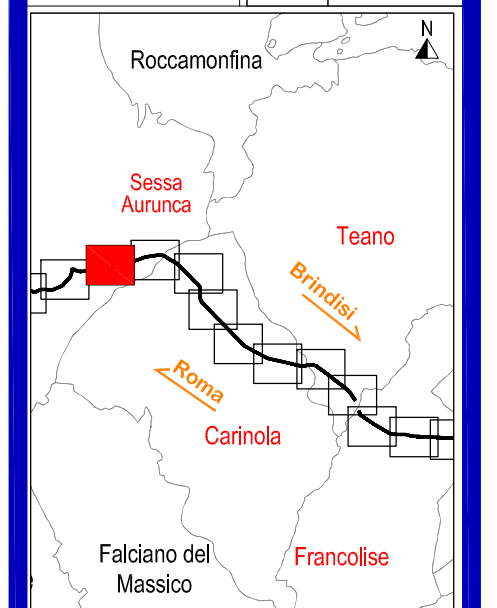 N
Roccamonfina
Sessa
Aurunca
Teano
Brindisi
Roma
Carinola
Falciano del
Massico
Francolise